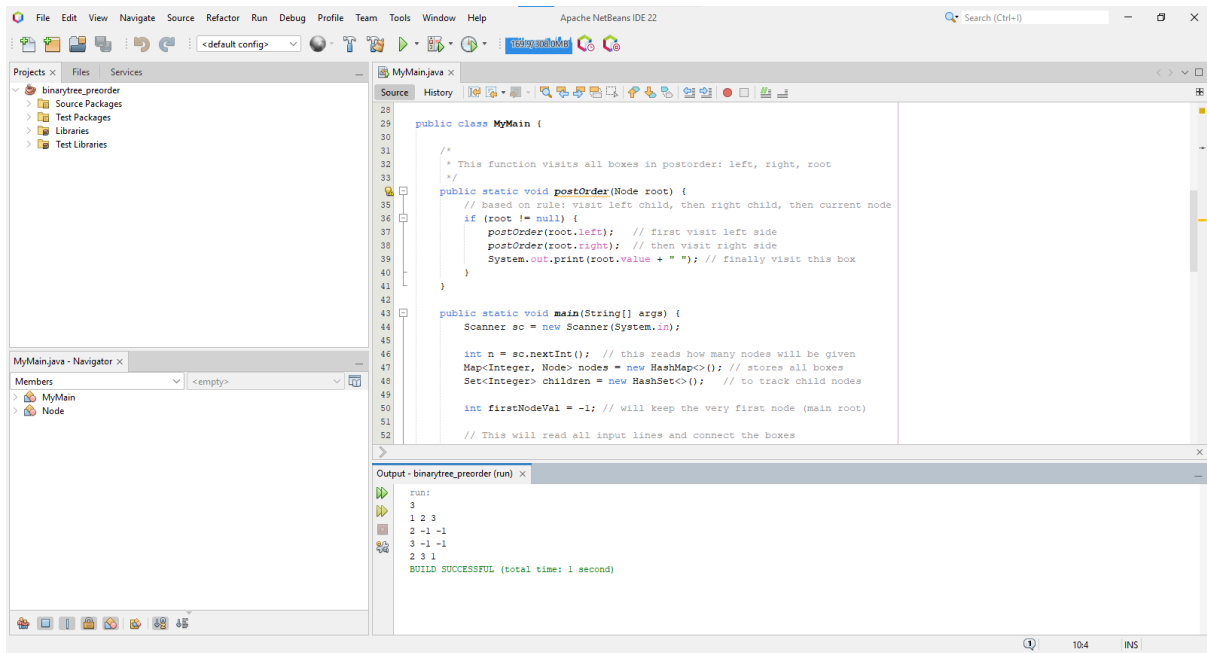 File Edit View Navigate Source Refactor Run Debug Profile Team Tools Window Help Apache NetBeans IDE 22 Search (Ctrl+I)
<default config>
Projects Files Services
binarytree_preorder
Source Packages
Test Packages
Libraries
Test Libraries
MyMain.java - Navigator
Members <empty>
MyMain
Node
MyMain.java
Source History
28
29 public class MyMain {
30
31 /*
32 * This function visits all boxes in postorder: left, right, root
33 */
public static void postOrder(Node root) {
35 // based on rule: visit left child, then right child, then current node
36 if (root != null) {
37 postOrder(root.left); // first visit left side
38 postOrder(root.right); // then visit right side
39 System.out.print(root.value + " "); // finally visit this box
40 }
41 }
42
43 public static void main(String[] args) {
44 Scanner sc = new Scanner(System.in);
45
46 int n = sc.nextInt(); // this reads how many nodes will be given
47 Map<Integer, Node> nodes = new HashMap<>(); // stores all boxes
48 Set<Integer> children = new HashSet<>(); // to track child nodes
49
50 int firstNodeVal = -1; // will keep the very first node (main root)
51
52 // This will read all input lines and connect the boxes
Output - binarytree_preorder (run)
run:
3
1 2 3
2 -1 -1
3 -1 -1
2 3 1
BUILD SUCCESSFUL (total time: 1 second)
1 10:4 INS